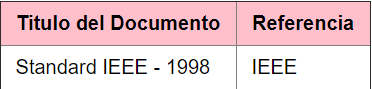 Titulo del Documento Referencia
Standard IEEE - 1998 IEEE